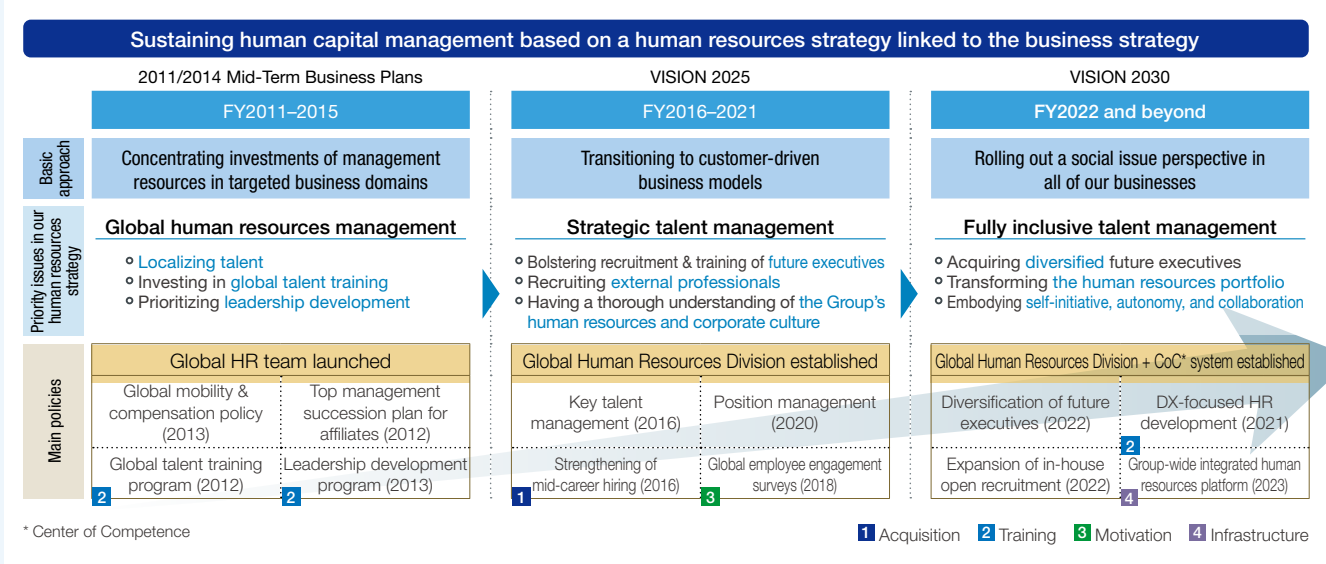 Sustaining human capital management based on a human resources strategy linked to the business strategy
2011/2014 Mid-Term Business Plans
VISION 2025
VISION 2030
FY2011–2015
FY2016–2021
FY2022 and beyond
Basic
approach
Concentrating investments of management
resources in targeted business domains
Transitioning to customer-driven
business models
Rolling out a social issue perspective in
all of our businesses
Priority issues in our
human resources
strategy
Global human resources management
Localizing talent
Investing in global talent training
Prioritizing leadership development
Strategic talent management
Bolstering recruitment & training of future executives
Recruiting external professionals
Having a thorough understanding of the Group's
human resources and corporate culture
Fully inclusive talent management
Acquiring diversified future executives
Transforming the human resources portfolio
Embodying self-initiative, autonomy, and collaboration
Main policies
Global HR team launched
Global mobility &
compensation policy
(2013)
Top management
succession plan for
affiliates (2012)
Global talent training
program (2012)
2
Leadership development
program (2013)
2
Global Human Resources Division established
Key talent
management (2016)
Position management
(2020)
Strengthening of
mid-career hiring (2016)
1
Global employee engagement
surveys (2018)
3
Global Human Resources Division + CoC* system established
Diversification of future
executives (2022)
DX-focused HR
development (2021)
2
Expansion of in-house
open recruitment (2022)
Group-wide integrated human
resources platform (2023)
4
* Center of Competence
1 Acquisition
2 Training
3 Motivation
4 Infrastructure